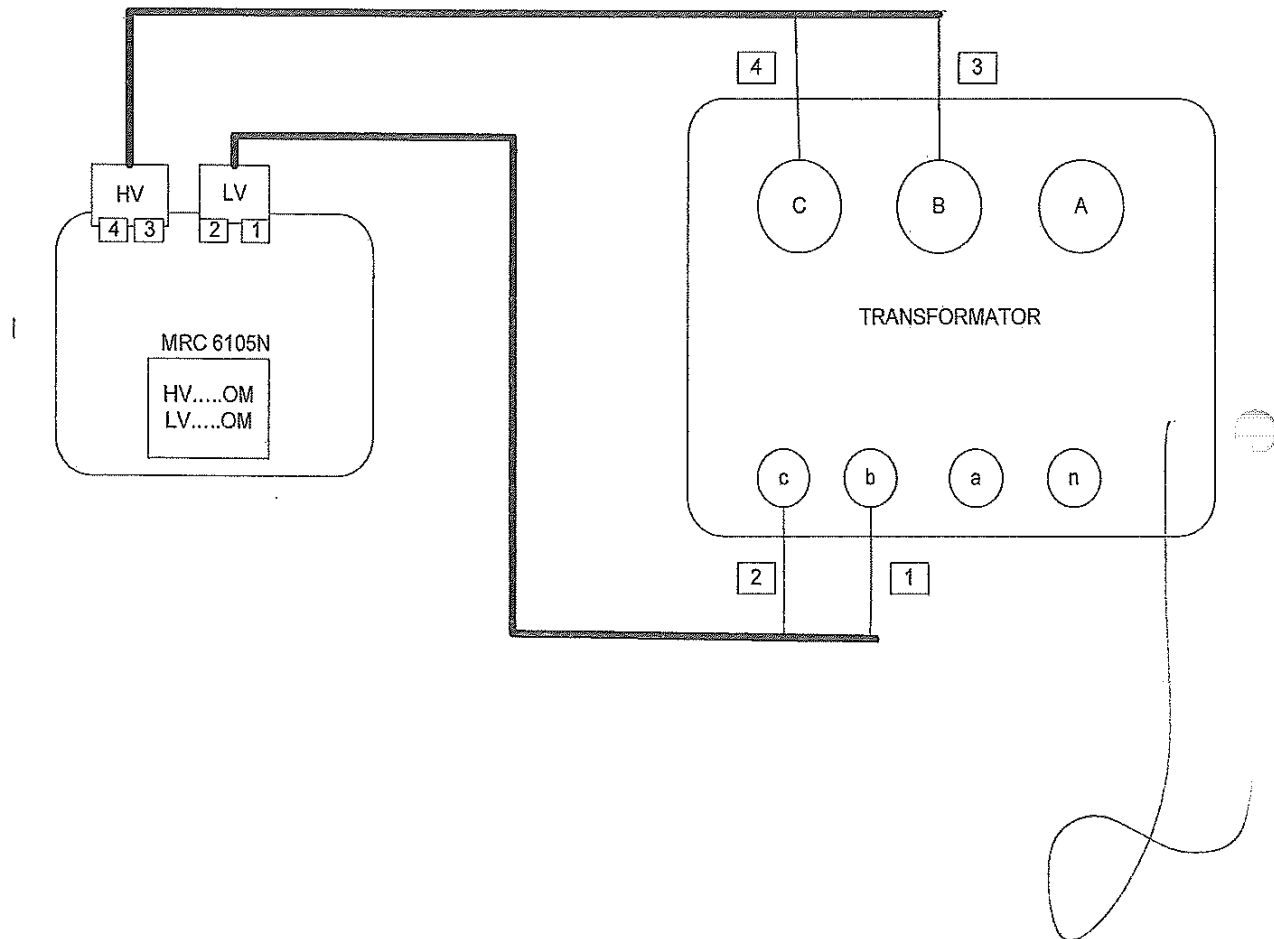 4 3
HV LV
4 3 2 1
C B A
TRANSFORMATOR
MRC 6105N
HV.....OM
LV.....OM
c b a n
2 1